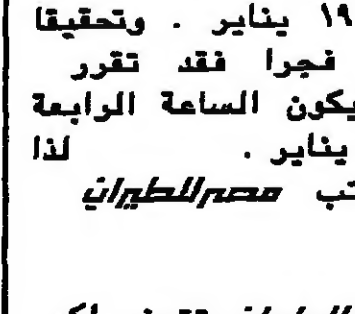 ١٩ يناير . وتحقيقا
فجرا فقد تقرر
يكون الساعة الرابعة
يناير . لذا
مصر للطيران